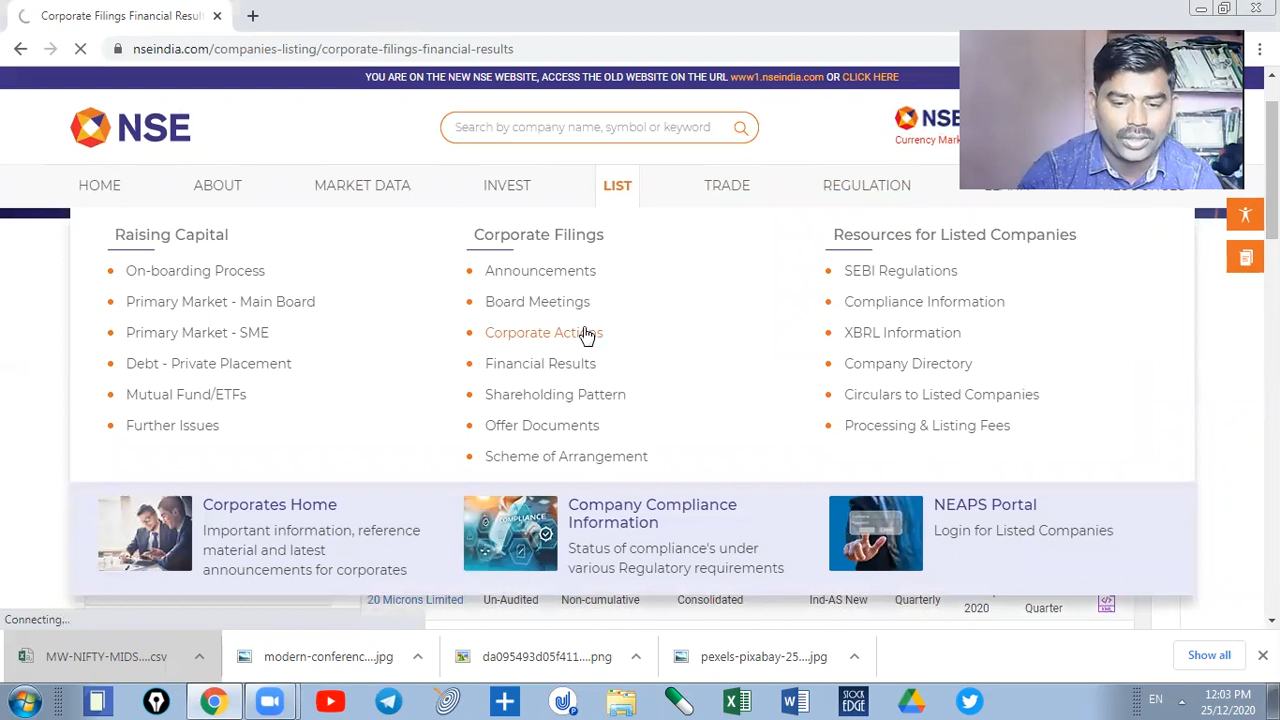 Corporate Filings Financial Resu
nseindia.com/companies-listing/corporate-filings-financial-results
YOU ARE ON THE NEW NSE WEBSITE, ACCESS THE OLD WEBSITE ON THE URL www1.nseindia.com OR CLICK HERE
NSE
Search by company name, symbol or keyword
NSE
Currency Mark
HOME
ABOUT
MARKET DATA
INVEST
LIST
TRADE
REGULATION
Raising Capital
On-boarding Process
Primary Market - Main Board
Primary Market - SME
Debt - Private Placement
Mutual Fund/ETFs
Further Issues
Corporate Filings
Announcements
Board Meetings
Corporate Actions
Financial Results
Shareholding Pattern
Offer Documents
Scheme of Arrangement
Resources for Listed Companies
SEBI Regulations
Compliance Information
XBRL Information
Company Directory
Circulars to Listed Companies
Processing & Listing Fees
Corporates Home
Important information, reference
material and latest
announcements for corporates
COMPLIANCE
Company Compliance
Information
Status of compliance's under
various Regulatory requirements
NEAPS Portal
Login for Listed Companies
20 Microns Limited Un-Audited Non-cumulative Consolidated Ind-AS New Quarterly 2020 Quarter
XML
Connecting...
MW-NIFTY-MIDS....csv
modern-conferenc...jpg
da095493d05f411....png
pexels-pixabay-25....jpg
Show all
STOCK
EDGE
EN
12:03 PM
25/12/2020